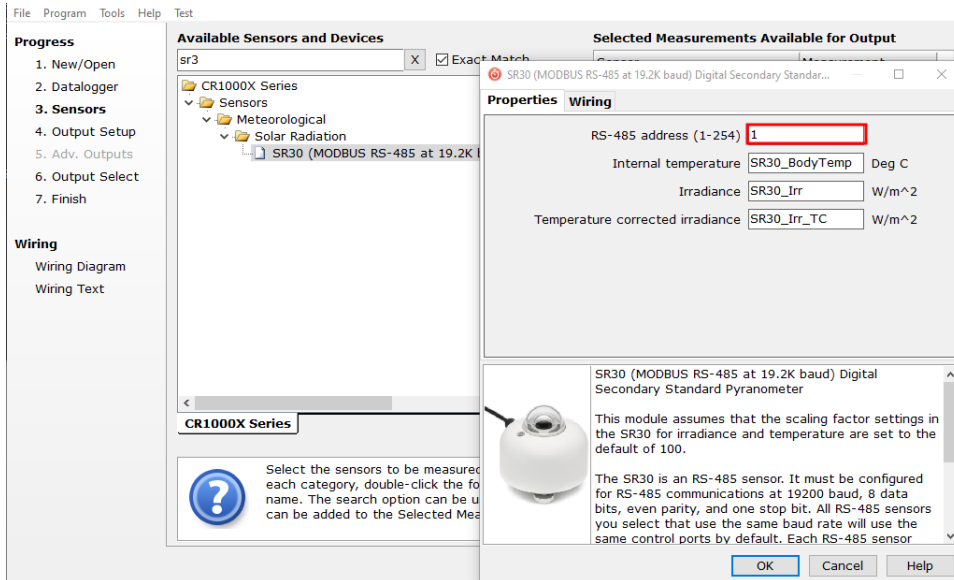 File Program Tools Help Test
Progress
1. New/Open
2. Datalogger
3. Sensors
4. Output Setup
5. Adv. Outputs
6. Output Select
7. Finish
Wiring
Wiring Diagram
Wiring Text
Available Sensors and Devices
sr3 X Exact Match
CR1000X Series
Sensors
Meteorological
Solar Radiation
SR30 (MODBUS RS-485 at 19.2K
CR1000X Series
Select the sensors to be measured
each category, double-click the fo
name. The search option can be u
can be added to the Selected Mea
Selected Measurements Available for Output
SR30 (MODBUS RS-485 at 19.2K baud) Digital Secondary Standar...
Properties Wiring
RS-485 address (1-254) 1
Internal temperature SR30_BodyTemp Deg C
Irradiance SR30_Irr W/m^2
Temperature corrected irradiance SR30_Irr_TC W/m^2
SR30 (MODBUS RS-485 at 19.2K baud) Digital
Secondary Standard Pyranometer
This module assumes that the scaling factor settings in
the SR30 for irradiance and temperature are set to the
default of 100.
The SR30 is an RS-485 sensor. It must be configured
for RS-485 communications at 19200 baud, 8 data
bits, even parity, and one stop bit. All RS-485 sensors
you select that use the same baud rate will use the
same control ports by default. Each RS-485 sensor
OK Cancel Help